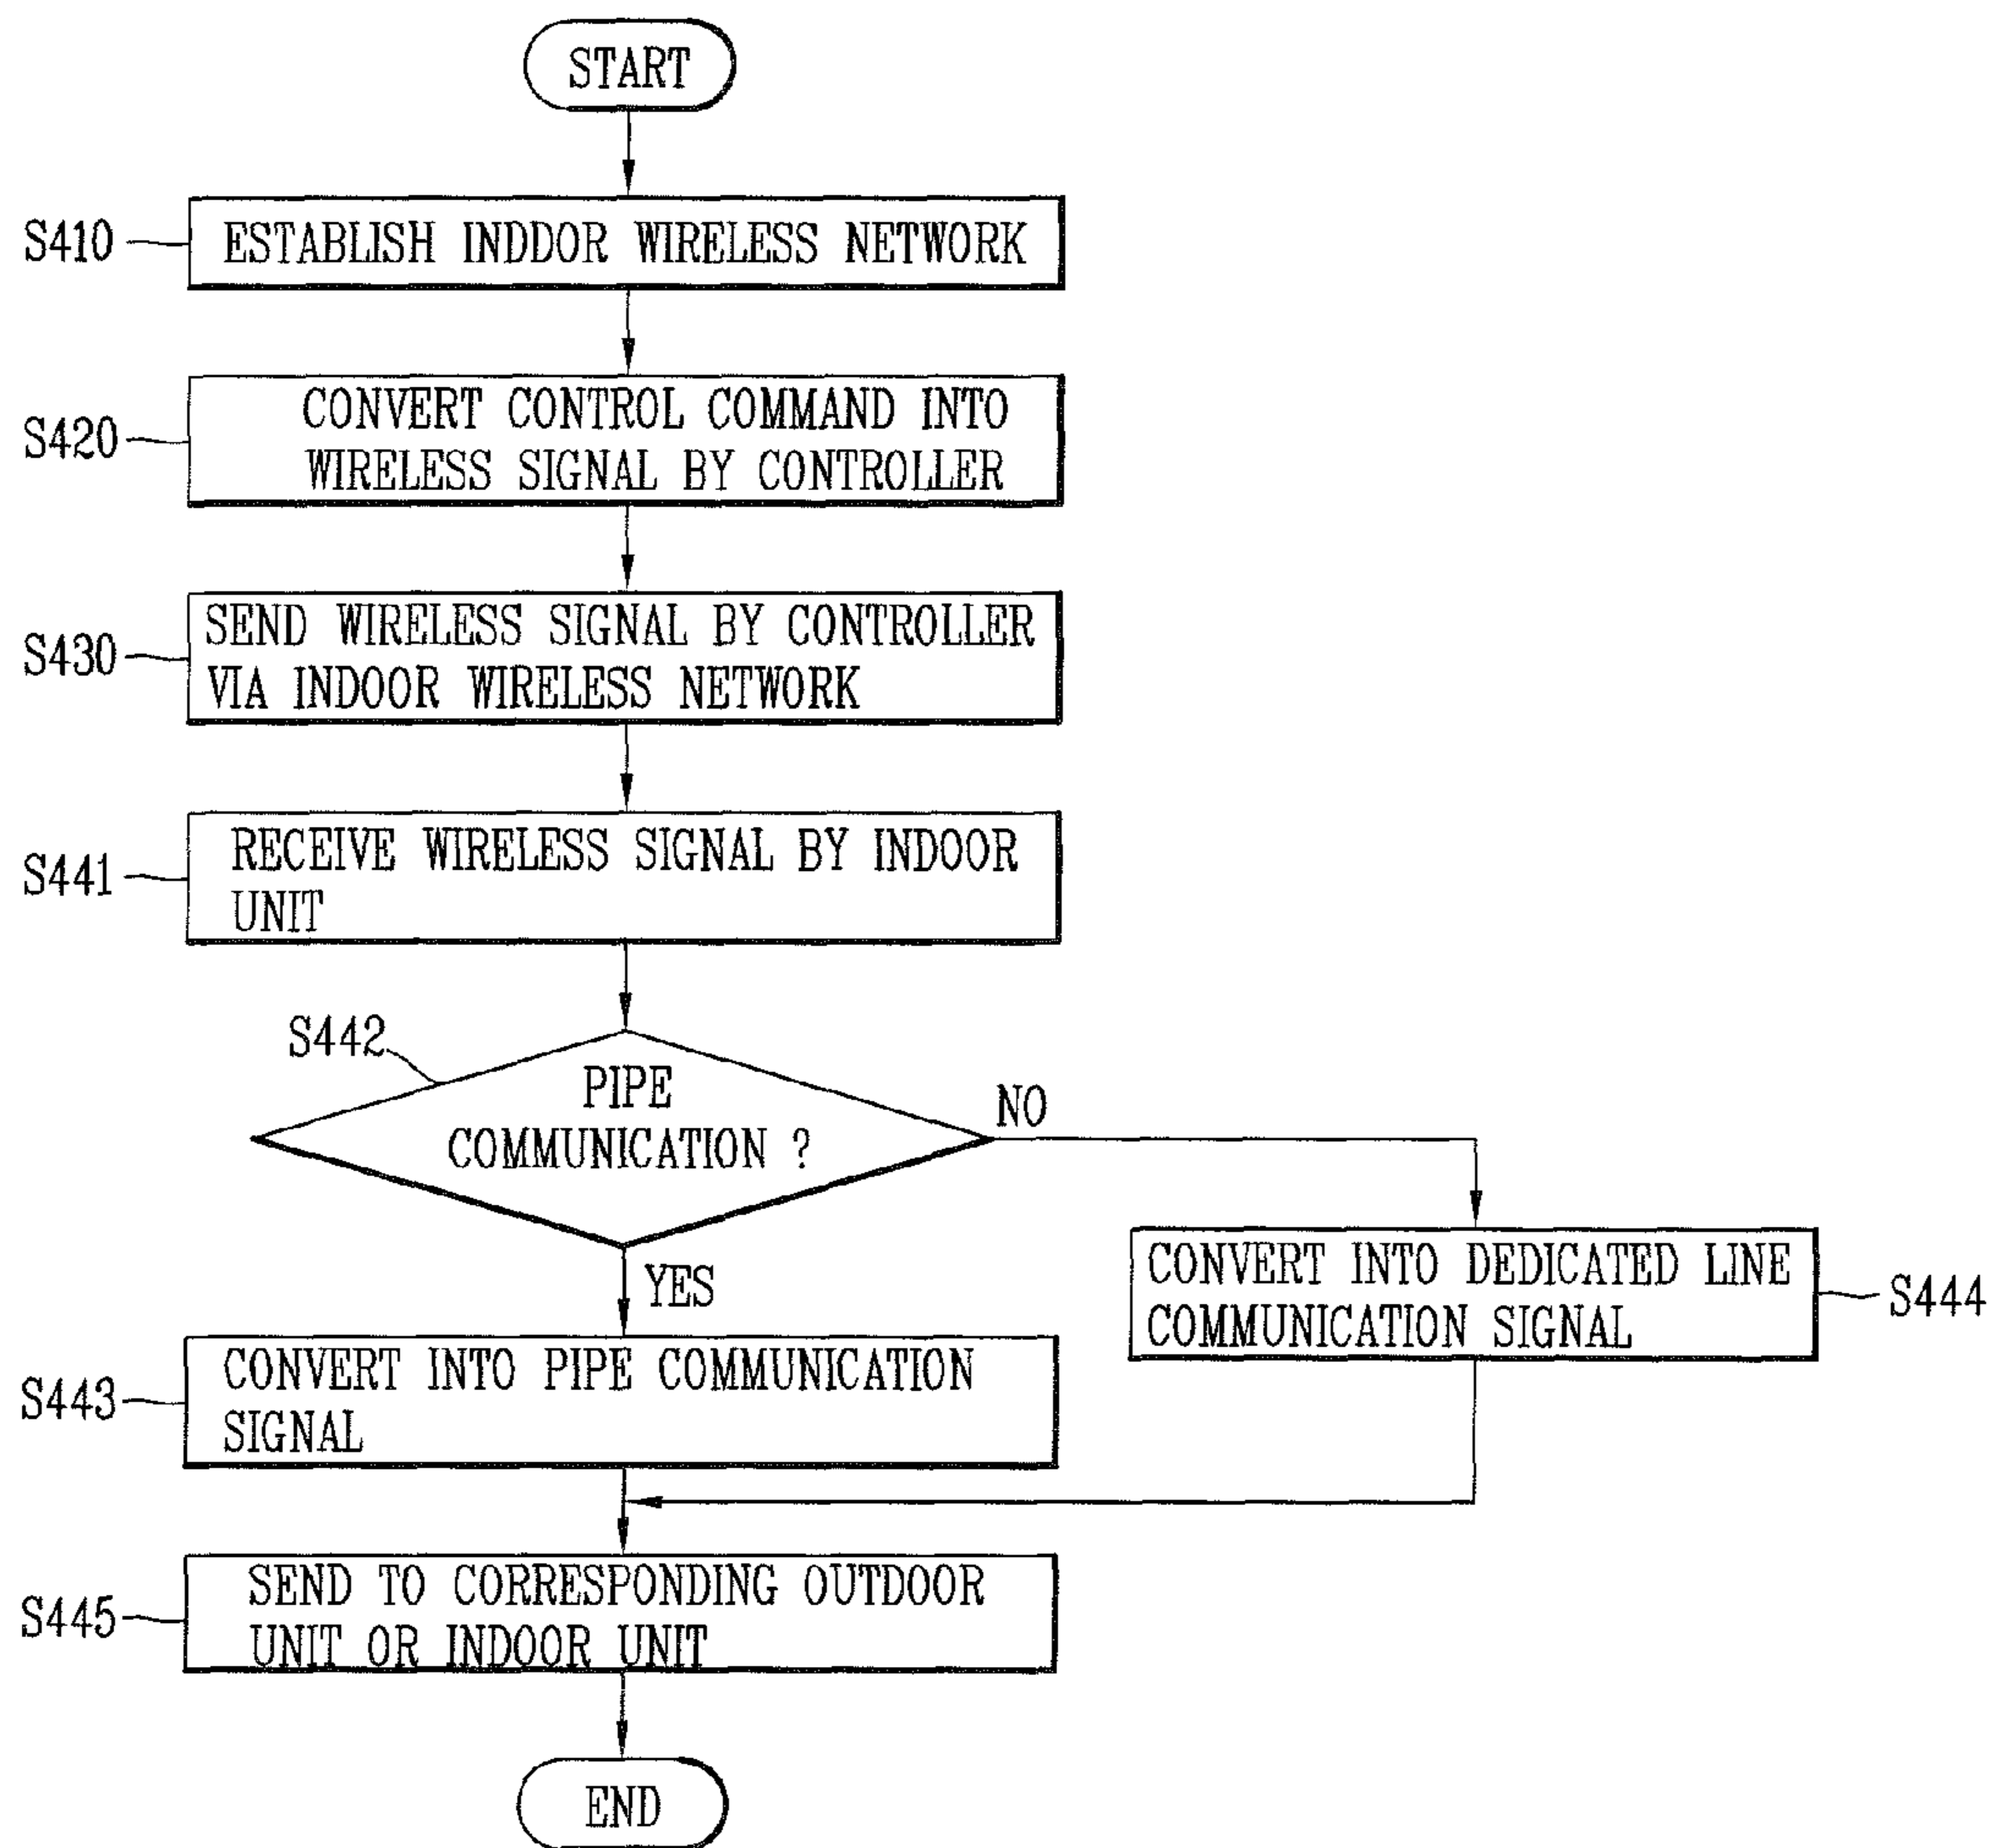 START
S410
ESTABLISH INDDOR WIRELESS NETWORK
S420
CONVERT CONTROL COMMAND INTO
WIRELESS SIGNAL BY CONTROLLER
S430
SEND WIRELESS SIGNAL BY CONTROLLER
VIA INDOOR WIRELESS NETWORK
S441
RECEIVE WIRELESS SIGNAL BY INDOOR
UNIT
S442
PIPE
COMMUNICATION ?
NO
YES
CONVERT INTO DEDICATED LINE
COMMUNICATION SIGNAL
S444
S443
CONVERT INTO PIPE COMMUNICATION
SIGNAL
S445
SEND TO CORRESPONDING OUTDOOR
UNIT OR INDOOR UNIT
END